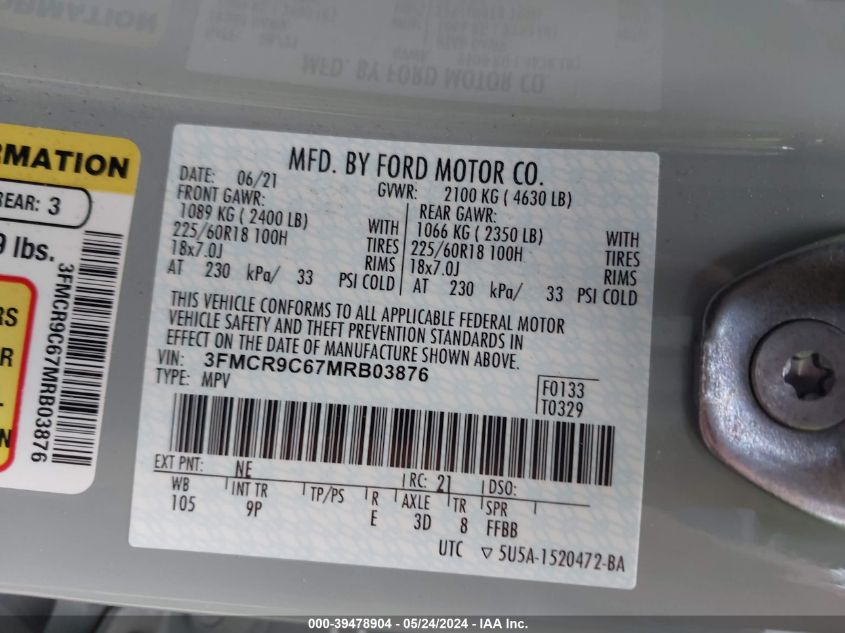 RMATION
REAR: 3
9 lbs.
3FMCR9C67MRB03876
MFD. BY FORD MOTOR CO.
DATE: 06/21 GVWR: 2100 KG ( 4630 LB)
FRONT GAWR: REAR GAWR:
1089 KG ( 2400 LB) WITH 1066 KG ( 2350 LB) WITH
225/60R18 100H TIRES 225/60R18 100H TIRES
18x7.0J RIMS 18x7.0J RIMS
AT 230 kPa/ 33 PSI COLD AT 230 kPa/ 33 PSI COLD
THIS VEHICLE CONFORMS TO ALL APPLICABLE FEDERAL MOTOR
VEHICLE SAFETY AND THEFT PREVENTION STANDARDS IN
EFFECT ON THE DATE OF MANUFACTURE SHOWN ABOVE.
VIN: 3FMCR9C67MRB03876
TYPE: MPV
F0133
T0329
EXT PNT: NE RC: 21 DSO:
WB INT TR TP/PS R AXLE TR SPR
105 9P E 3D 8 FFBB
UTC ▽ 5U5A-1520472-BA
000-39478904 - 05/24/2024 - IAA Inc.